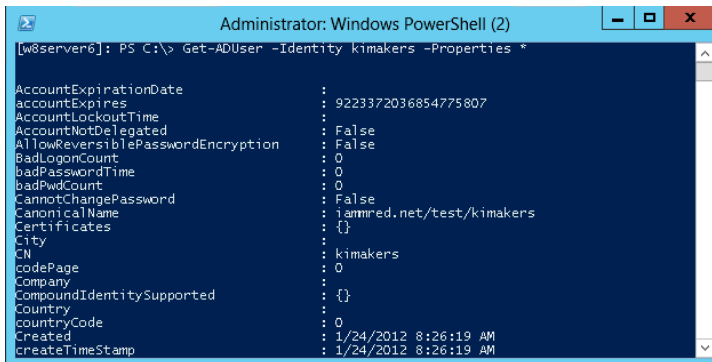 Administrator: Windows PowerShell (2)
[w8server6]: PS C:\> Get-ADUser -Identity kimakers -Properties *
AccountExpirationDate :
accountExpires : 9223372036854775807
AccountLockoutTime :
AccountNotDelegated : False
AllowReversiblePasswordEncryption : False
BadLogonCount : 0
badPasswordTime : 0
badPwdCount : 0
CannotChangePassword : False
CanonicalName : iammred.net/test/kimakers
Certificates : {}
City :
CN : kimakers
codePage : 0
Company :
CompoundIdentitySupported : {}
Country :
countryCode : 0
Created : 1/24/2012 8:26:19 AM
createTimeStamp : 1/24/2012 8:26:19 AM